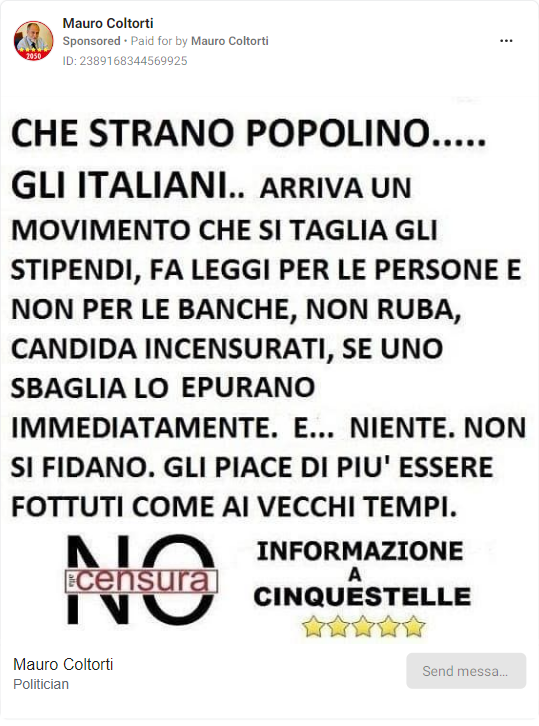 Mauro Coltorti
Sponsored • Paid for by Mauro Coltorti
ID: 2389168344569925
2050
CHE STRANO POPOLINO.....
GLI ITALIANI.. ARRIVA UN
MOVIMENTO CHE SI TAGLIA GLI
STIPENDI, FA LEGGI PER LE PERSONE E
NON PER LE BANCHE, NON RUBA,
CANDIDA INCENSURATI, SE UNO
SBAGLIA LO EPURANO
IMMEDIATAMENTE. E... NIENTE. NON
SI FIDANO. GLI PIACE DI PIU' ESSERE
FOTTUTI COME AI VECCHI TEMPI.
NO
alla censura
INFORMAZIONE
A
CINQUESTELLE
Mauro Coltorti
Politician
Send messa...